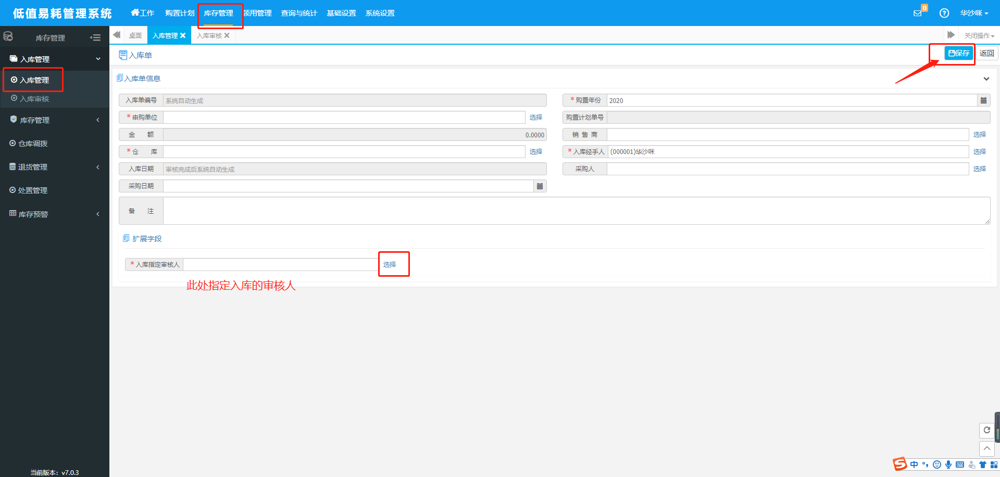 低值易耗管理系统
工作 购置计划 库存管理 领用管理 查询与统计 基础设置 系统设置
0
华沙咪
库存管理
桌面 入库管理 入库审核 关闭操作
入库管理
入库管理
入库审核
库存管理
仓库调拨
退货管理
处置管理
库存预警
当前版本：v7.0.3
入库单
保存 返回
入库单信息
入库单编号 系统自动生成
* 购置年份 2020
* 申购单位 选择
购置计划单号
金 额 0.0000
销 售 商 选择
* 仓 库 选择
* 入库经手人 (000001)华沙咪 选择
入库日期 审核完成后系统自动生成
采购人 选择
采购日期
备 注
扩展字段
* 入库指定审核人 选择
此处指定入库的审核人
S 中